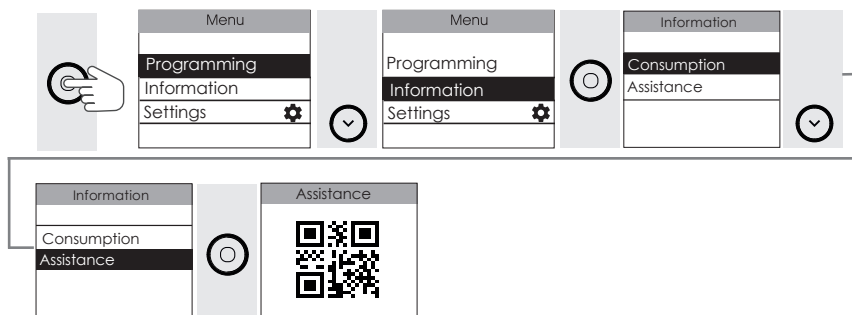 Menu
Programming
Information
Settings
Menu
Programming
Information
Settings
Information
Consumption
Assistance
Information
Consumption
Assistance
Assistance